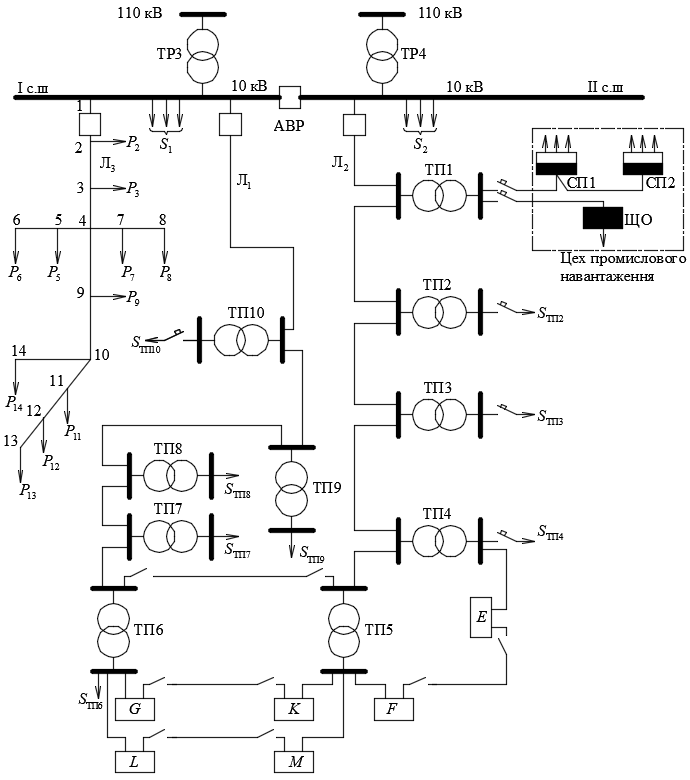 110 кВ
110 кВ
ТР3
ТР4
І с.ш
10 кВ
10 кВ
ІІ с.ш
1
АВР
2
P2
S1
S2
Л3
Л1
Л2
ТП1
СП1
СП2
3
P3
ЩО
6
5
4
7
8
Цех промислового
навантаження
P6
P5
P7
P8
9
P9
ТП2
SТП2
ТП10
SТП10
14
10
11
P14
12
P11
ТП3
SТП3
13
P12
P13
ТП8
SТП8
ТП9
ТП7
SТП7
SТП9
ТП4
SТП4
ТП6
ТП5
E
SТП6
G
K
F
L
M